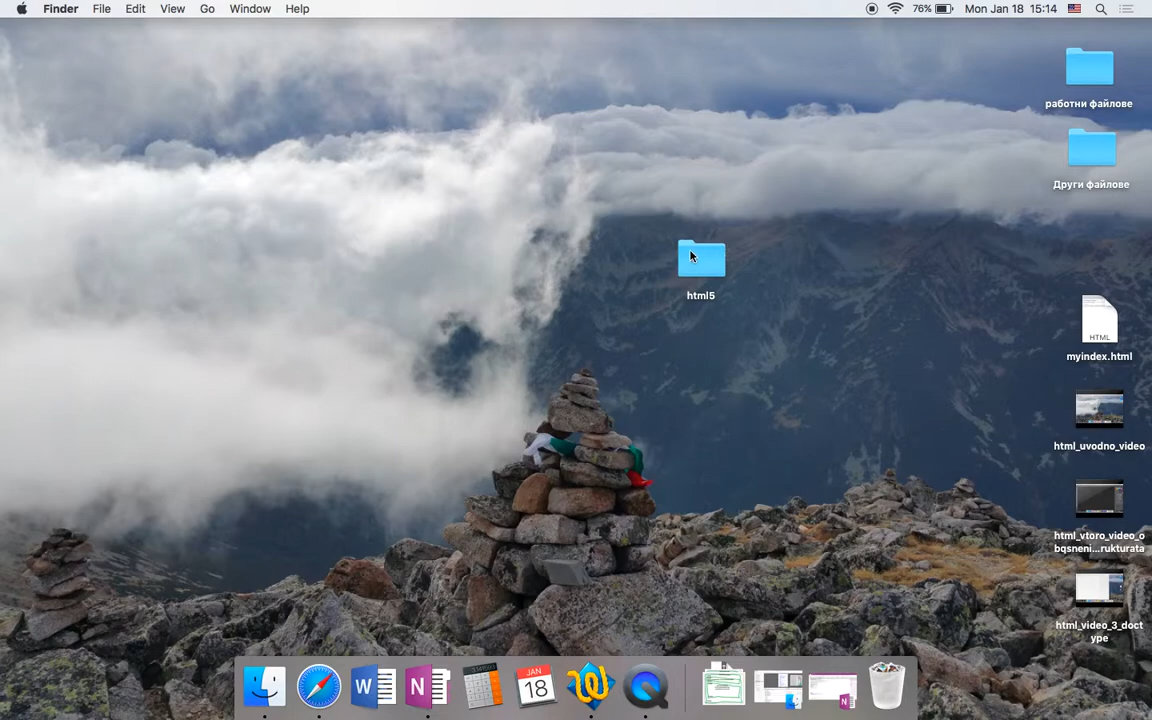 Finder File Edit View Go Window Help 76% Mon Jan 18 15:14
работни файлове
Други файлове
html5
HTML
myindex.html
html_uvodno_video
html_vtoro_video_o
bqsneni...rukturata
html_video_3_doct
ype
JAN
18